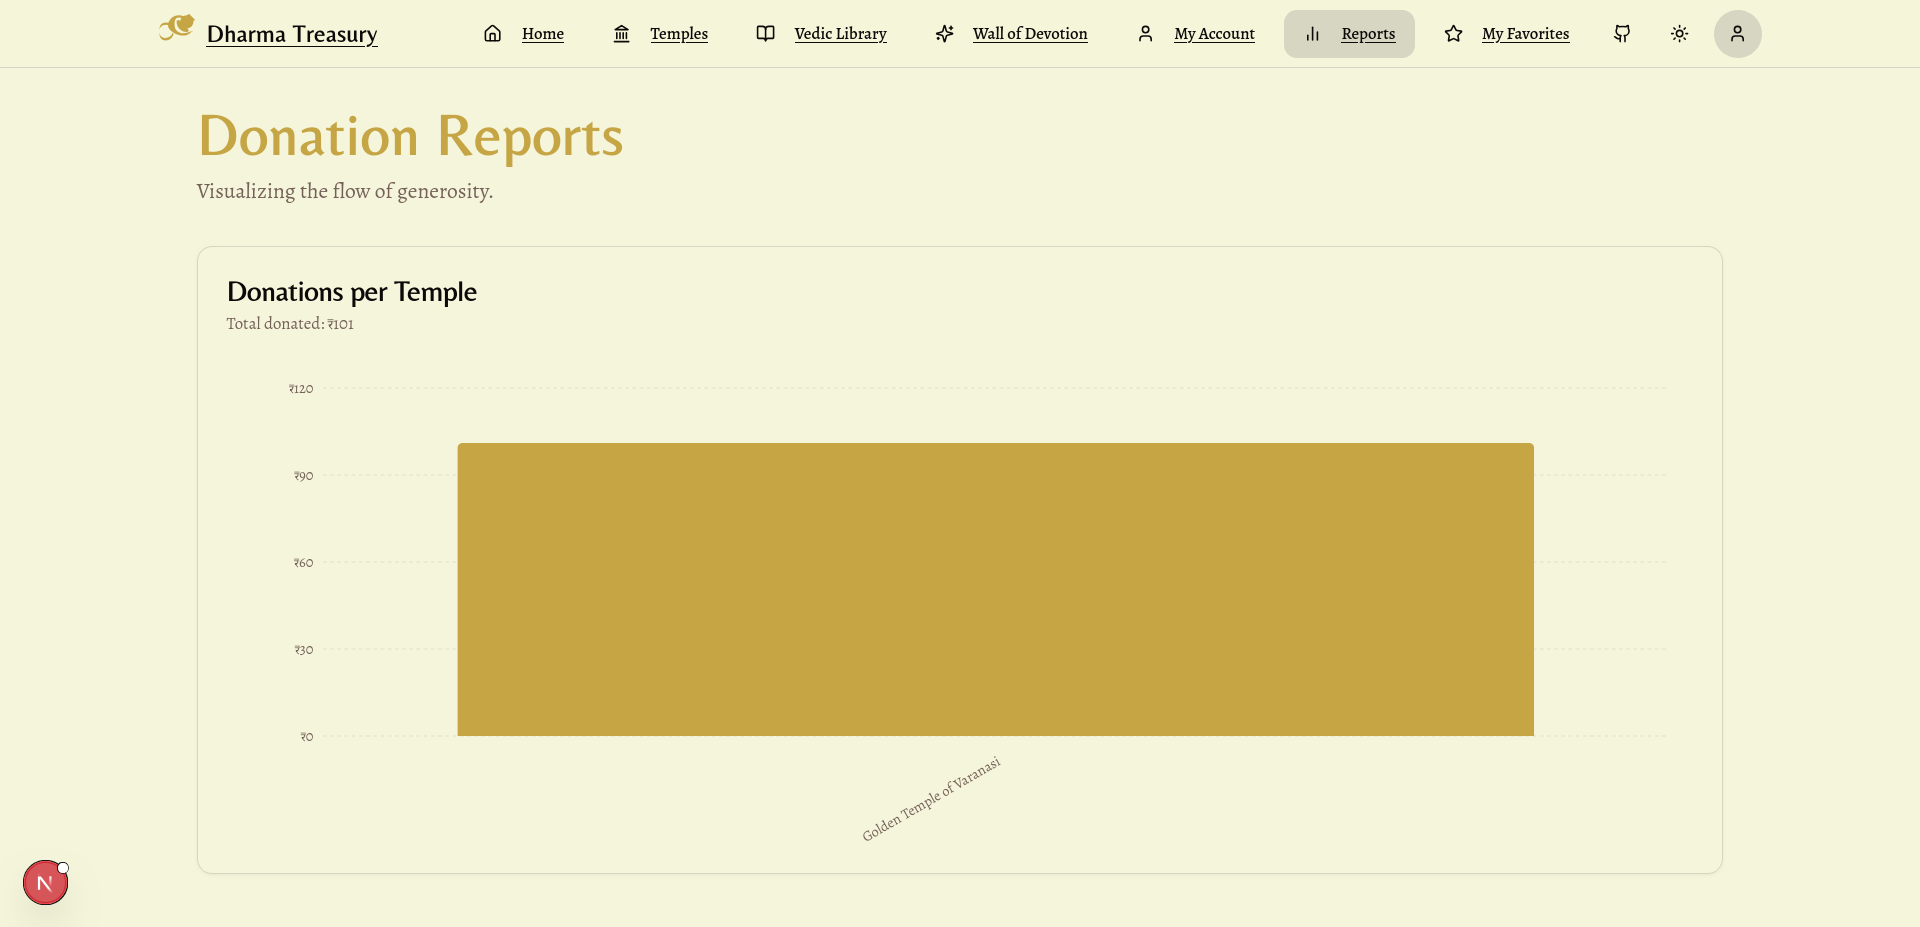 Dharma Treasury
Home
Temples
Vedic Library
Wall of Devotion
My Account
Reports
My Favorites
Donation Reports
Visualizing the flow of generosity.
Donations per Temple
Total donated: ₹101
₹120
₹90
₹60
₹30
₹0
Golden Temple of Varanasi
N